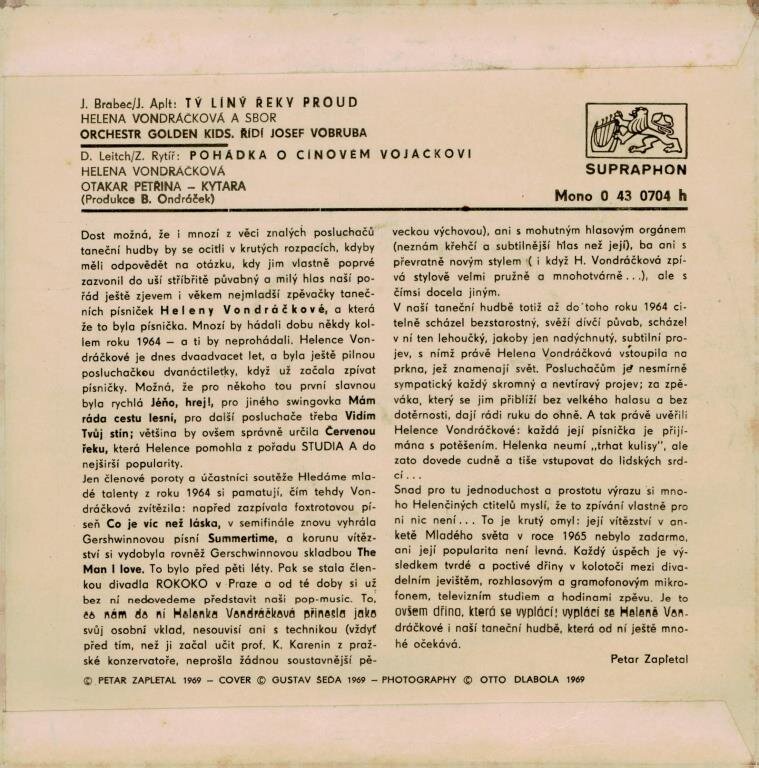 J. Brabec/J. Aplt: TÝ LÍNÝ ŘEKY PROUD
HELENA VONDRÁČKOVÁ A SBOR
ORCHESTR GOLDEN KIDS. ŘÍDÍ JOSEF VOBRUBA
D. Leitch/Z. Rytíř: POHÁDKA O CÍNOVÉM VOJÁČKOVI
HELENA VONDRÁČKOVÁ
OTAKAR PETŘINA – KYTARA
(Produkce B. Ondráček)
SUPRAPHON
Mono 0 43 0704 h
Dost možná, že i mnozí z věci znalých posluchačů
taneční hudby by se ocitli v krutých rozpacích, kdyby
měli odpovědět na otázku, kdy jim vlastně poprvé
zazvonil do uší stříbřitě půvabný a milý hlas naší po-
řád ještě zjevem i věkem nejmladší zpěvačky taneč-
ních písniček Heleny Vondráčkové, a která
že to byla písnička. Mnozí by hádali dobu někdy kol-
lem roku 1964 – a ti by neprohádali. Helence Von-
dráčkové je dnes dvaadvacet let, a byla ještě pilnou
posluchačkou dvanáctiletky, když už začala zpívat
písničky. Možná, že pro někoho tou první slavnou
byla rychlá Jéňo, hrej!, pro jiného swingovka Mám
ráda cestu lesní, pro další posluchače třeba Vidím
Tvůj stín; většina by ovšem správně určila Červenou
řeku, která Helence pomohla z pořadu STUDIA A do
nejširší popularity.
Jen členové poroty a účastníci soutěže Hledáme mla-
dé talenty z roku 1964 si pamatují, čím tehdy Von-
dráčková zvítězila: napřed zazpívala foxtrotovou pí-
seň Co je víc než láska, v semifinále znovu vyhrála
Gershwinnovou písní Summertime, a korunu vítěz-
ství si vydobyla rovněž Gerschwinnovou skladbou The
Man I love. To bylo před pěti léty. Pak se stala člen-
kou divadla ROKOKO v Praze a od té doby si už
bez ní nedovedeme představit naši pop-music. To,
co nám do ní Helenka Vondráčková přinesla jako
svůj osobní vklad, nesouvisí ani s technikou (vždyť
před tím, než jí začal učit prof. K. Karenin z praž-
ské konzervatoře, neprošla žádnou soustavnější pě-
veckou výchovou), ani s mohutným hlasovým orgánem
(neznám křehčí a subtilnější hlas než její), ba ani s
převratně novým stylem ( i když H. Vondráčková zpí-
vá stylově velmi pružně a mnohotvárně...), ale s
čímsi docela jiným.
V naší taneční hudbě totiž až do toho roku 1964 ci-
telně scházel bezstarostný, svěží dívčí půvab, scházel
v ní ten lehoučký, jakoby jen nadýchnutý, subtilní pro-
jev, s nímž právě Helena Vondráčková vstoupila na
prkna, jež znamenají svět. Posluchačům je nesmírně
sympatický každý skromný a nevtíravý projev; za zpě-
váka, který se jim přiblíží bez velkého halasu a bez
dotěrnosti, dají rádi ruku do ohně. A tak právě uvěřili
Helence Vondráčkové: každá její písnička je přijí-
mána s potěšením. Helenka neumí „trhat kulisy", ale
zato dovede cudně a tiše vstupovat do lidských srd-
cí...
Snad pro tu jednoduchost a prostotu výrazu si mno-
ho Helenčiných ctitelů myslí, že to zpívání vlastně pro
ni nic není... To je krutý omyl: její vítězství v an-
ketě Mladého světa v roce 1965 nebylo zadarmo,
ani její popularita není levná. Každý úspěch je vý-
sledkem tvrdé a poctivé dřiny v kolotoči mezi diva-
delním jevištěm, rozhlasovým a gramofonovým mikro-
fonem, televizním studiem a hodinami zpěvu. Je to
ovšem dřina, která se vyplácí! vyplácí se Heleně Von-
dráčkové i naší taneční hudbě, která od ní ještě mno-
hé očekává.
Petar Zapletal
© PETAR ZAPLETAL 1969 – COVER © GUSTAV ŠEDA 1969 – PHOTOGRAPHY © OTTO DLABOLA 1969